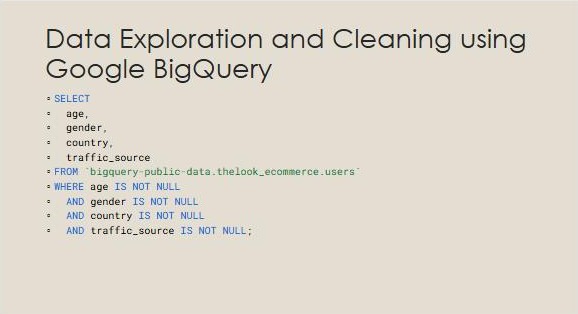 Data Exploration and Cleaning using
Google BigQuery
▫ SELECT
▫ age,
▫ gender,
▫ country,
▫ traffic_source
▫ FROM `bigquery-public-data.thelook_ecommerce.users`
▫ WHERE age IS NOT NULL
▫ AND gender IS NOT NULL
▫ AND country IS NOT NULL
▫ AND traffic_source IS NOT NULL;